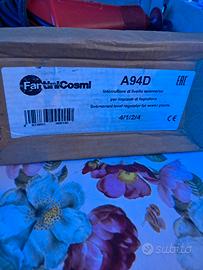 FantiniCosmi
A94D
EAC
Interruttore di livello sommerso
per impianti di fognatura
Submersed level regulator for sewer plants
4/1/2/4
CE
subito